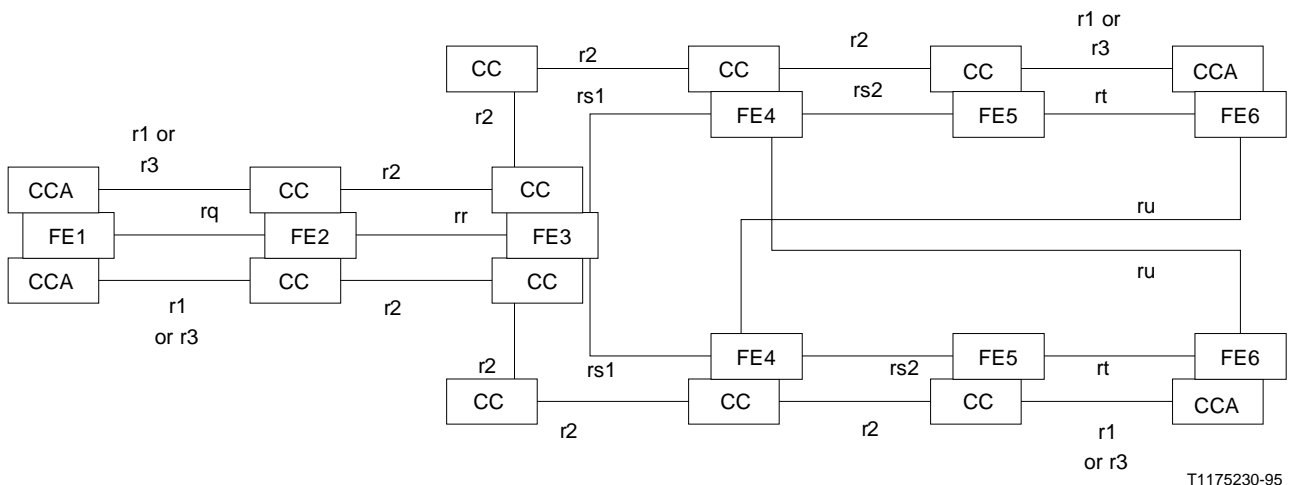 r1 or
r3
r2
r2
CC
CC
CC
CCA
rs1
rs2
rt
FE4
FE5
FE6
r2
r1 or
r3
r2
CCA
CC
CC
rq
rr
ru
FE1
FE2
FE3
ru
CCA
CC
CC
r1
or r3
r2
r2
rs1
FE4
rs2
FE5
rt
FE6
CC
CC
CC
CCA
r2
r2
r1
or r3
T1175230-95